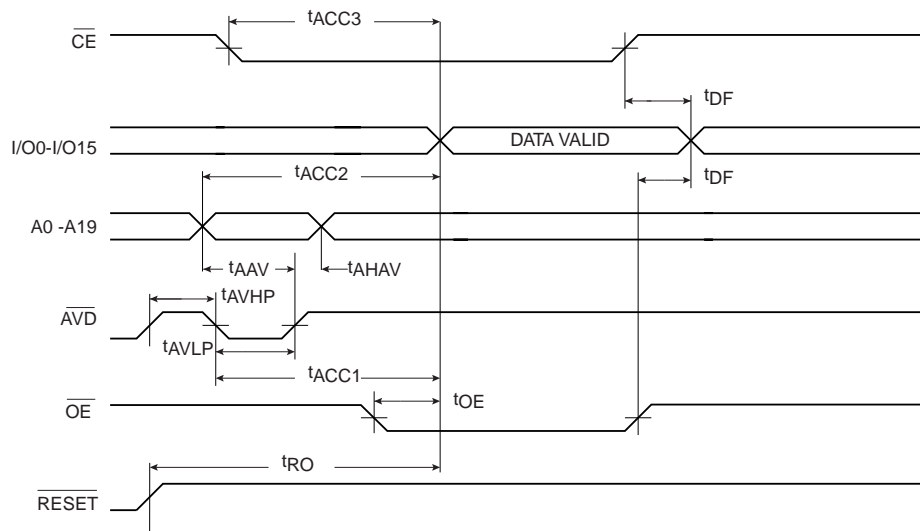 tACC3
CE
tDF
I/O0-I/O15
DATA VALID
tACC2
tDF
A0 -A19
tAAV
tAHAV
tAVHP
AVD
tAVLP
tACC1
OE
tOE
tRO
RESET